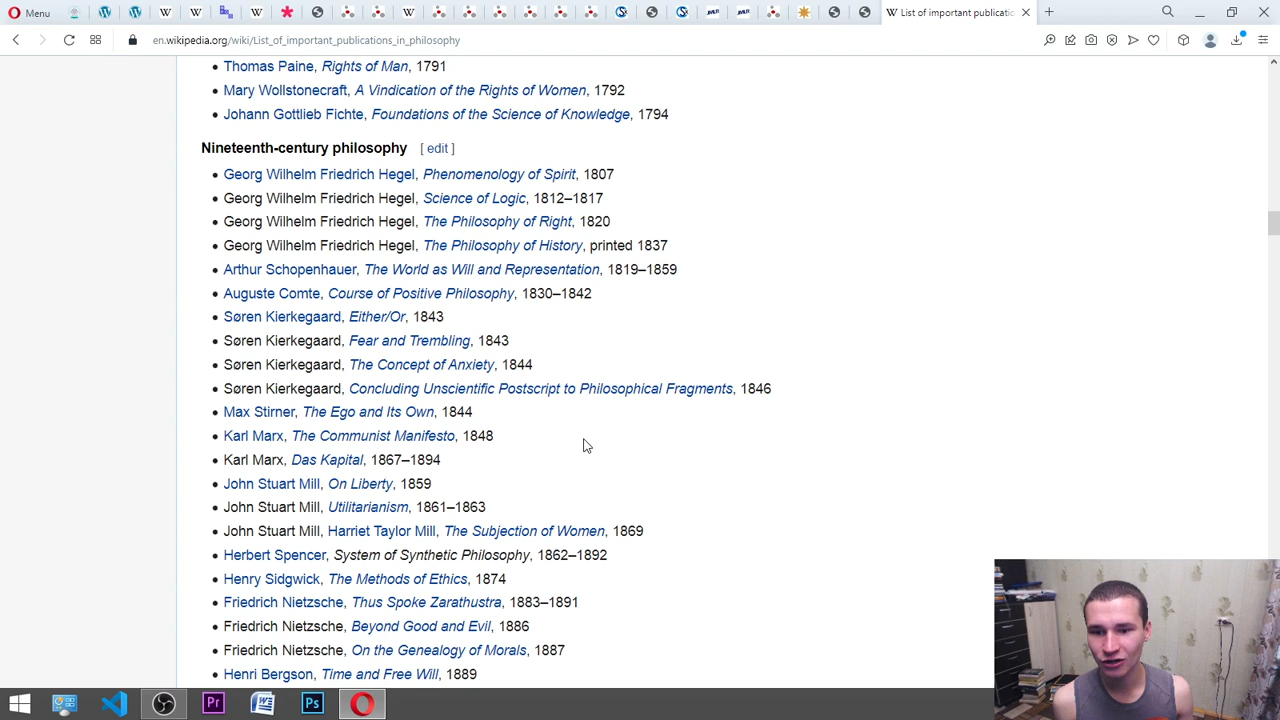 Menu
List of important publicatic
en.wikipedia.org/wiki/List_of_important_publications_in_philosophy
• Thomas Paine, Rights of Man, 1791
• Mary Wollstonecraft, A Vindication of the Rights of Women, 1792
• Johann Gottlieb Fichte, Foundations of the Science of Knowledge, 1794
Nineteenth-century philosophy [ edit ]
• Georg Wilhelm Friedrich Hegel, Phenomenology of Spirit, 1807
• Georg Wilhelm Friedrich Hegel, Science of Logic, 1812–1817
• Georg Wilhelm Friedrich Hegel, The Philosophy of Right, 1820
• Georg Wilhelm Friedrich Hegel, The Philosophy of History, printed 1837
• Arthur Schopenhauer, The World as Will and Representation, 1819–1859
• Auguste Comte, Course of Positive Philosophy, 1830–1842
• Søren Kierkegaard, Either/Or, 1843
• Søren Kierkegaard, Fear and Trembling, 1843
• Søren Kierkegaard, The Concept of Anxiety, 1844
• Søren Kierkegaard, Concluding Unscientific Postscript to Philosophical Fragments, 1846
• Max Stirner, The Ego and Its Own, 1844
• Karl Marx, The Communist Manifesto, 1848
• Karl Marx, Das Kapital, 1867–1894
• John Stuart Mill, On Liberty, 1859
• John Stuart Mill, Utilitarianism, 1861–1863
• John Stuart Mill, Harriet Taylor Mill, The Subjection of Women, 1869
• Herbert Spencer, System of Synthetic Philosophy, 1862–1892
• Henry Sidgwick, The Methods of Ethics, 1874
• Friedrich Nietzsche, Thus Spoke Zarathustra, 1883–1891
• Friedrich Nietzsche, Beyond Good and Evil, 1886
• Friedrich Nietzsche, On the Genealogy of Morals, 1887
• Henri Bergson, Time and Free Will, 1889
Pr
Ps